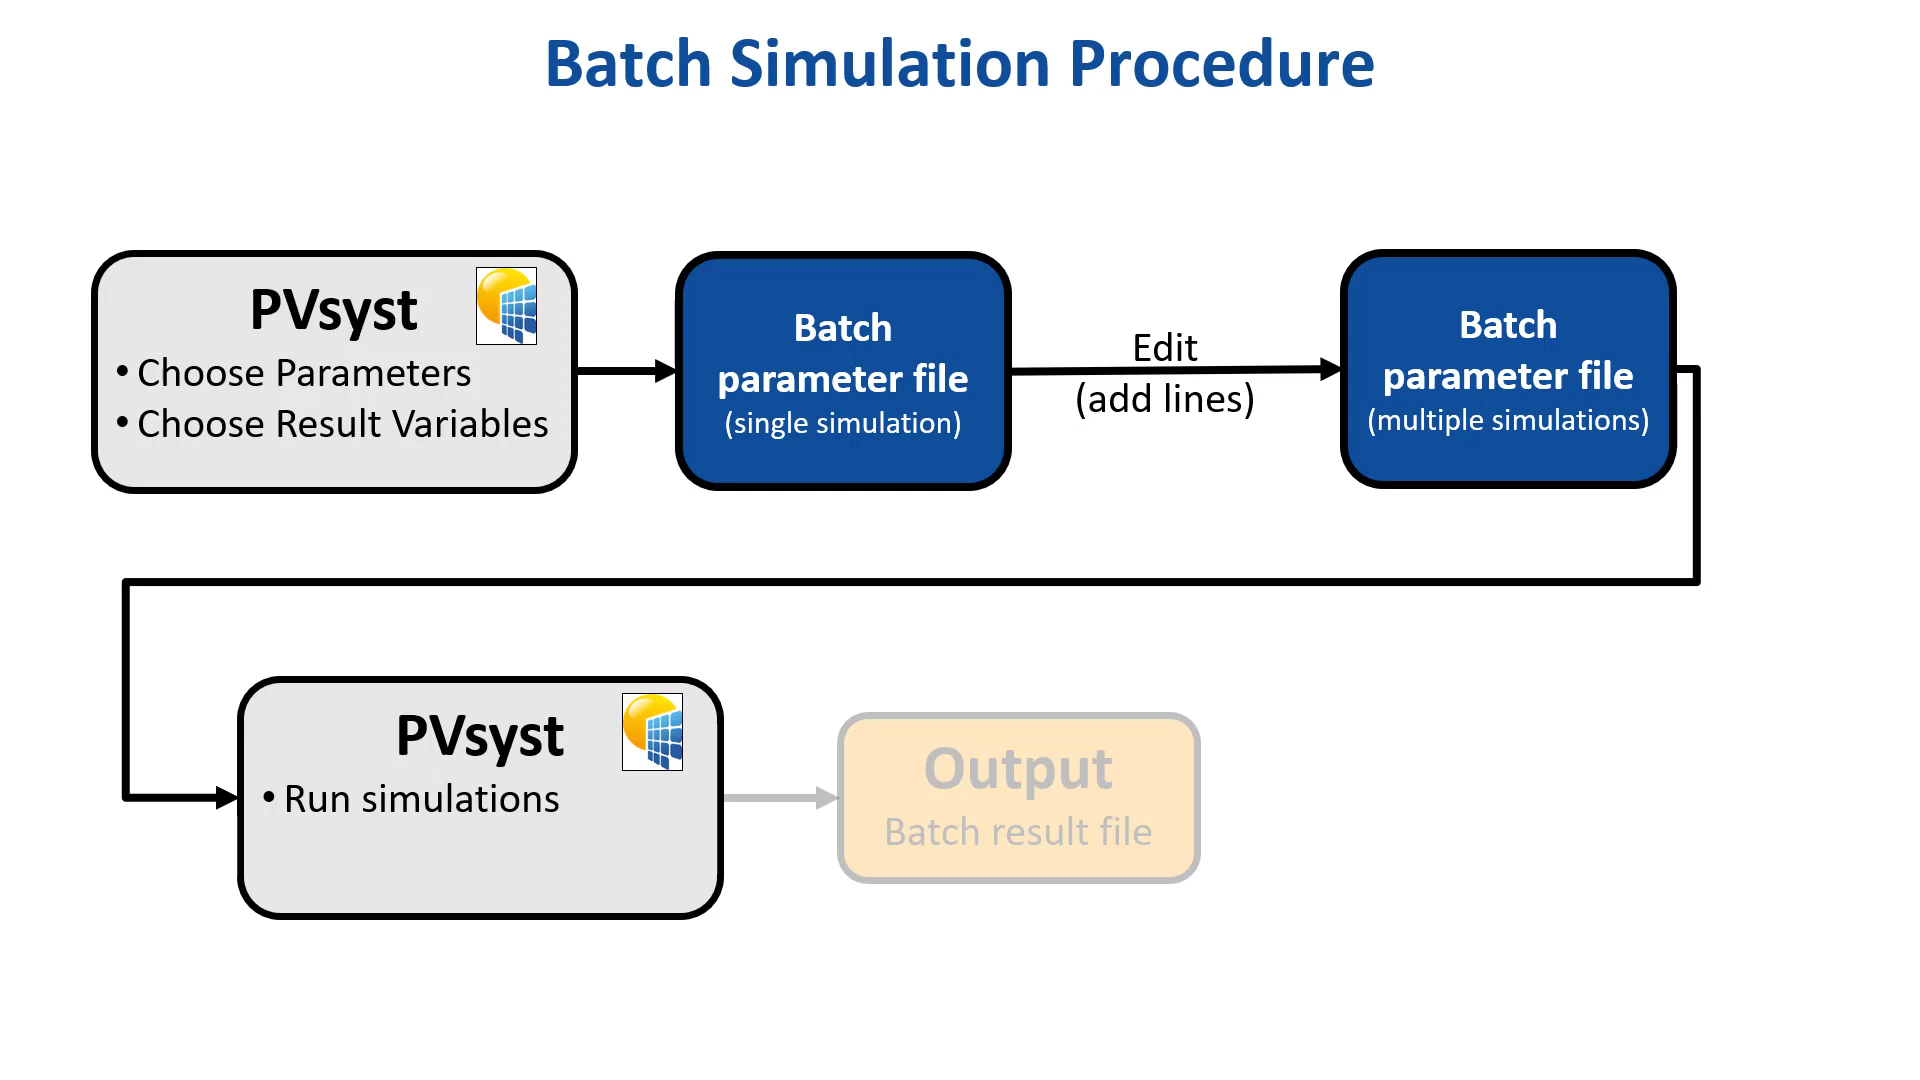 Batch Simulation Procedure
PVsyst
• Choose Parameters
• Choose Result Variables
Batch
parameter file
(single simulation)
Edit
(add lines)
Batch
parameter file
(multiple simulations)
PVsyst
• Run simulations
Output
Batch result file